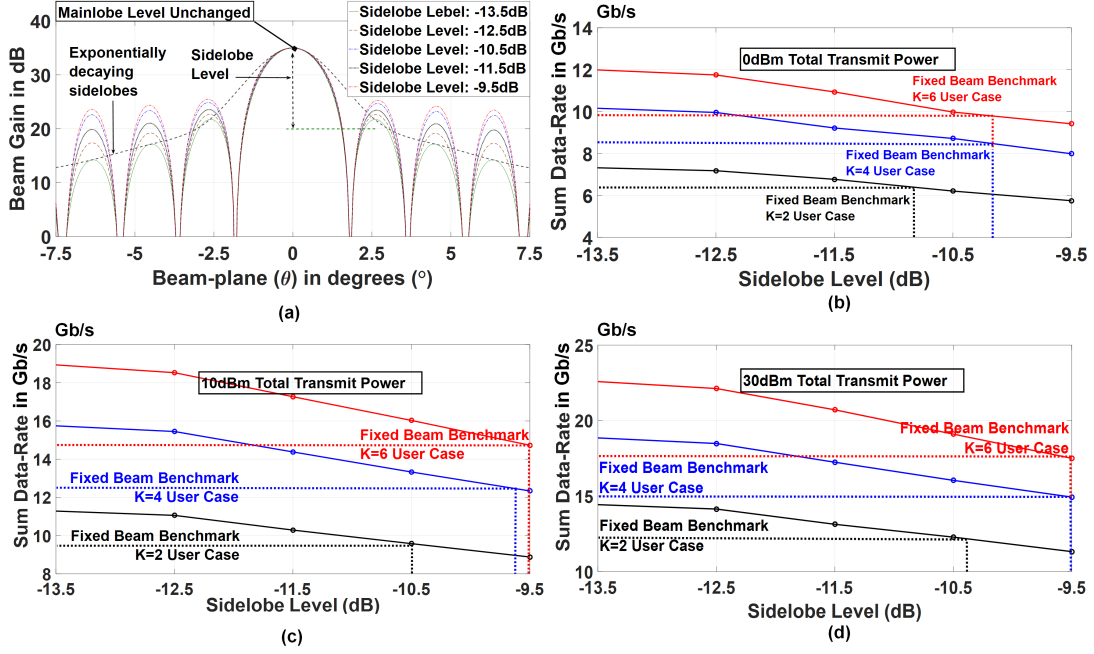 Mainlobe Level Unchanged
Sidelobe Lebel: -13.5dB
Sidelobe Level: -12.5dB
Sidelobe Level: -10.5dB
Sidelobe Level: -11.5dB
Sidelobe Level: -9.5dB
Exponentially
decaying
sidelobes
Sidelobe
Level
Beam Gain in dB
40
35
30
20
10
0
-7.5
-5
-2.5
0
2.5
5
7.5
Beam-plane (θ) in degrees (°)
(a)
Gb/s
0dBm Total Transmit Power
Fixed Beam Benchmark
K=6 User Case
Fixed Beam Benchmark
K=4 User Case
Fixed Beam Benchmark
K=2 User Case
Sum Data-Rate in Gb/s
14
12
10
8
6
4
-13.5
-12.5
-11.5
-10.5
-9.5
Sidelobe Level (dB)
(b)
Gb/s
10dBm Total Transmit Power
Fixed Beam Benchmark
K=6 User Case
Fixed Beam Benchmark
K=4 User Case
Fixed Beam Benchmark
K=2 User Case
Sum Data-Rate in Gb/s
20
18
16
14
12
10
8
-13.5
-12.5
-11.5
-10.5
-9.5
Sidelobe Level (dB)
(c)
Gb/s
30dBm Total Transmit Power
Fixed Beam Benchmark
K=6 User Case
Fixed Beam Benchmark
K=4 User Case
Fixed Beam Benchmark
K=2 User Case
Sum Data-Rate in Gb/s
25
20
15
10
-13.5
-12.5
-11.5
-10.5
-9.5
Sidelobe Level (dB)
(d)